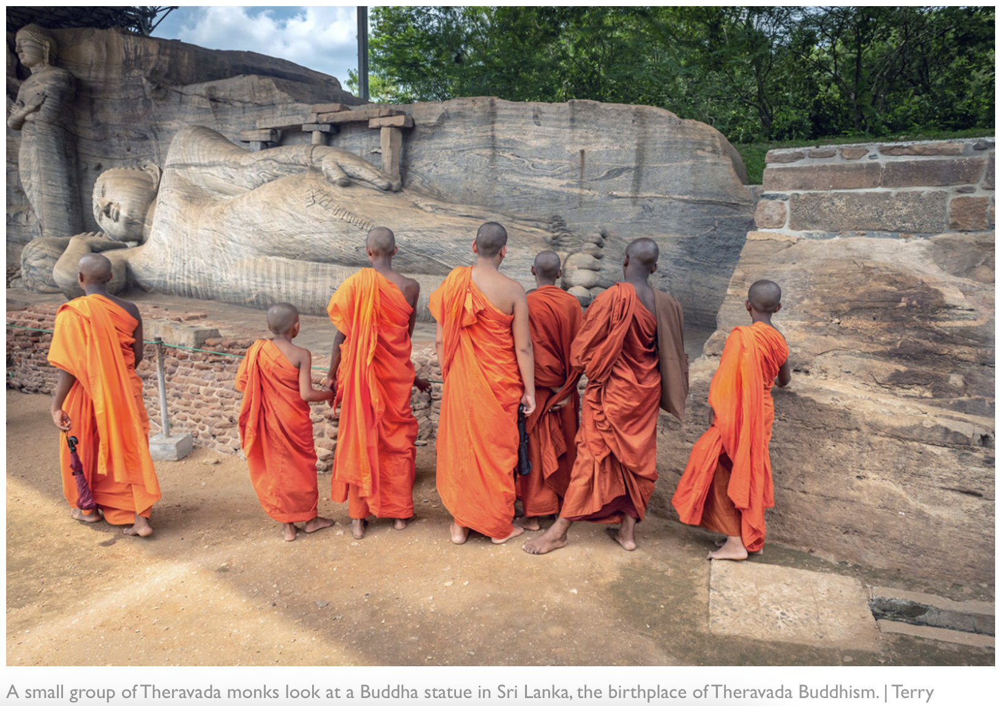 A small group of Theravada monks look at a Buddha statue in Sri Lanka, the birthplace of Theravada Buddhism. | Terry